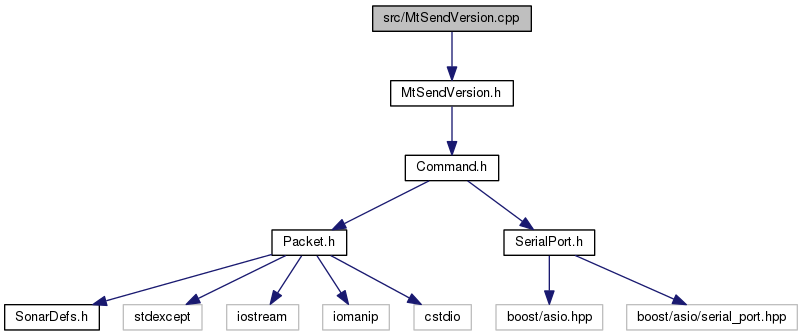 src/MtSendVersion.cpp
MtSendVersion.h
Command.h
Packet.h
SerialPort.h
SonarDefs.h
stdexcept
iostream
iomanip
cstdio
boost/asio.hpp
boost/asio/serial_port.hpp